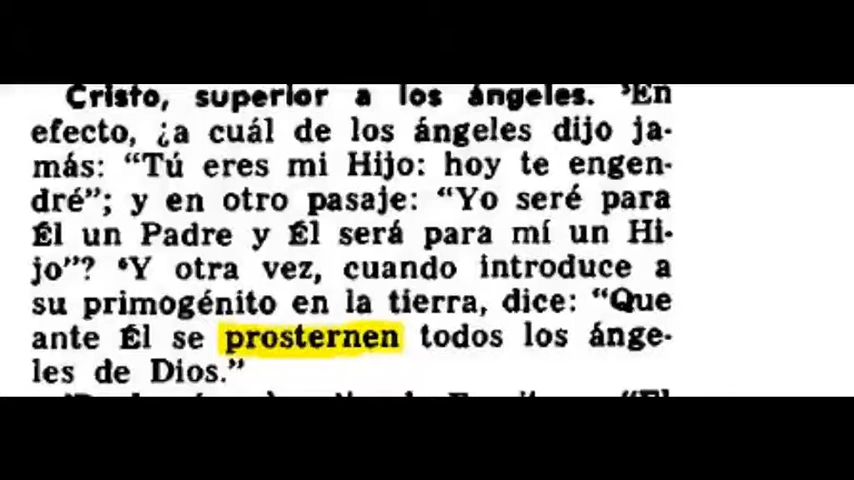 Cristo, superior a los ángeles. ⁵En
efecto, ¿a cuál de los ángeles dijo ja-
más: “Tú eres mi Hijo: hoy te engen-
dré”; y en otro pasaje: “Yo seré para
Él un Padre y Él será para mí un Hi-
jo”? ⁶Y otra vez, cuando introduce a
su primogénito en la tierra, dice: “Que
ante Él se prosternen todos los ánge-
les de Dios.”